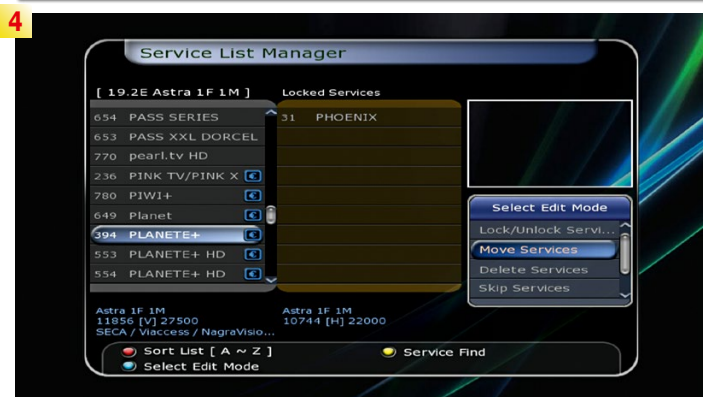 4
Service List Manager
[ 19.2E Astra 1F 1M ]
Locked Services
654 PASS SERIES
653 PASS XXL DORCEL
770 pearl.tv HD
236 PINK TV/PINK X €
780 PIWI+ €
649 Planet €
394 PLANETE+ €
553 PLANETE+ HD €
554 PLANETE+ HD €
31 PHOENIX
Select Edit Mode
Lock/Unlock Servi...
Move Services
Delete Services
Skip Services
Astra 1F 1M
11856 [V] 27500
SECA / Viaccess / NagraVisio...
Astra 1F 1M
10744 [H] 22000
Sort List [ A ~ Z ]
Service Find
Select Edit Mode